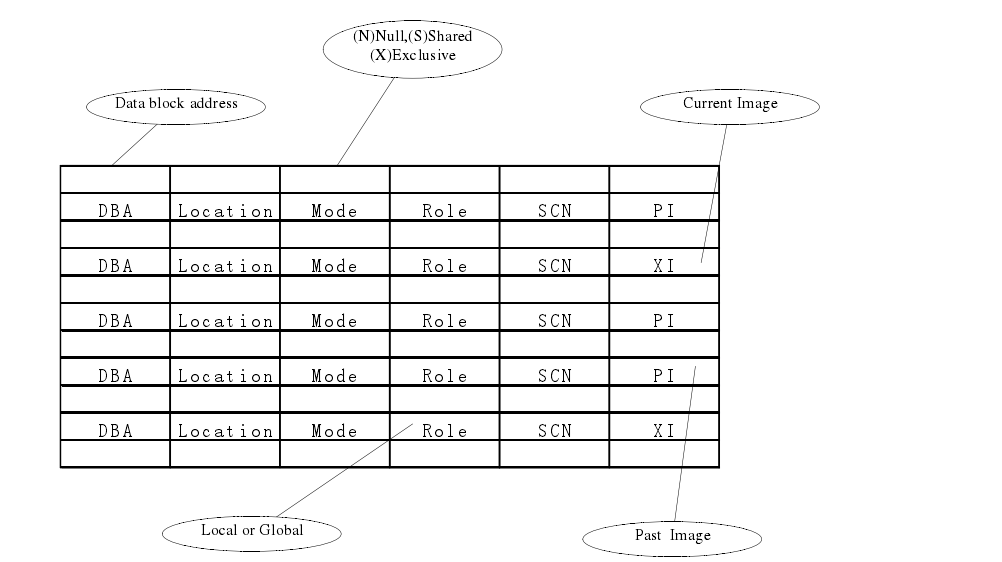 (N)Null,(S)Shared
(X)Exclusive
Data block address
Current Image
DBA Location Mode Role SCN PI
DBA Location Mode Role SCN XI
DBA Location Mode Role SCN PI
DBA Location Mode Role SCN PI
DBA Location Mode Role SCN XI
Local or Global
Past Image